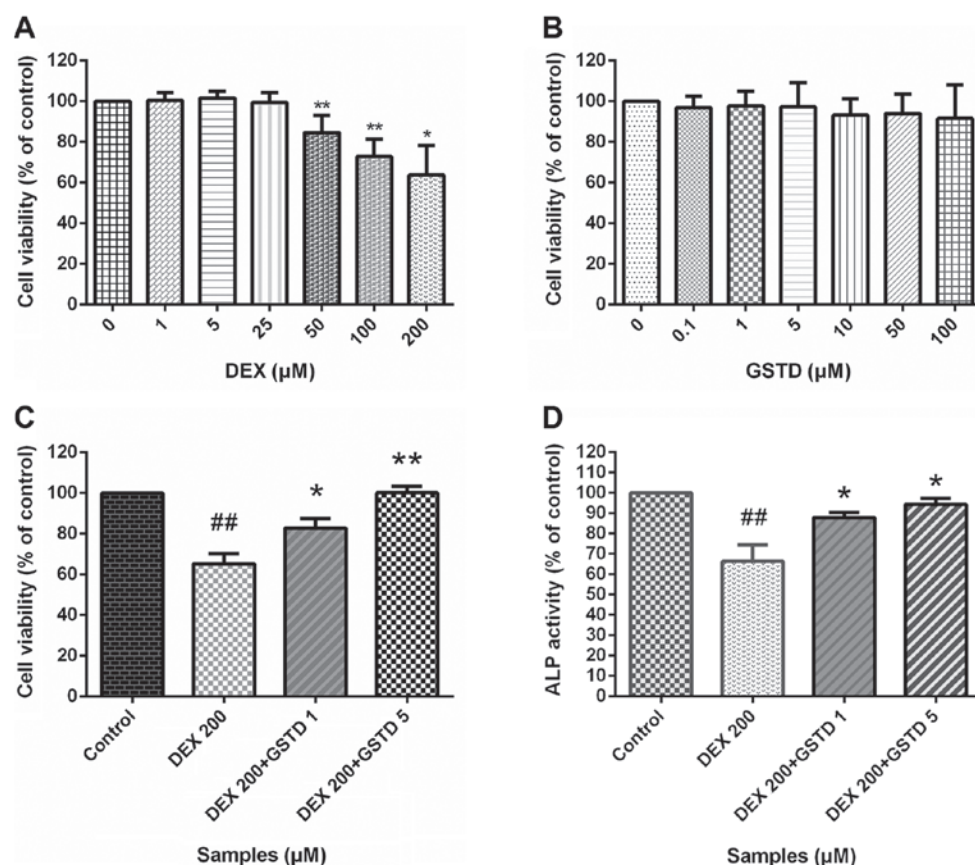 A
Cell viability (% of control)
120
100
80
60
40
20
0
**
**
*
0 1 5 25 50 100 200
DEX (µM)
B
Cell viability (% of control)
120
100
80
60
40
20
0
0 0.1 1 5 10 50 100
GSTD (µM)
C
Cell viability (% of control)
120
100
80
60
40
20
0
##
*
**
Control
DEX 200
DEX 200+GSTD 1
DEX 200+GSTD 5
Samples (µM)
D
ALP activity (% of control)
120
110
100
90
80
70
60
50
40
30
20
10
0
##
*
*
Control
DEX 200
DEX 200+GSTD 1
DEX 200+GSTD 5
Samples (µM)